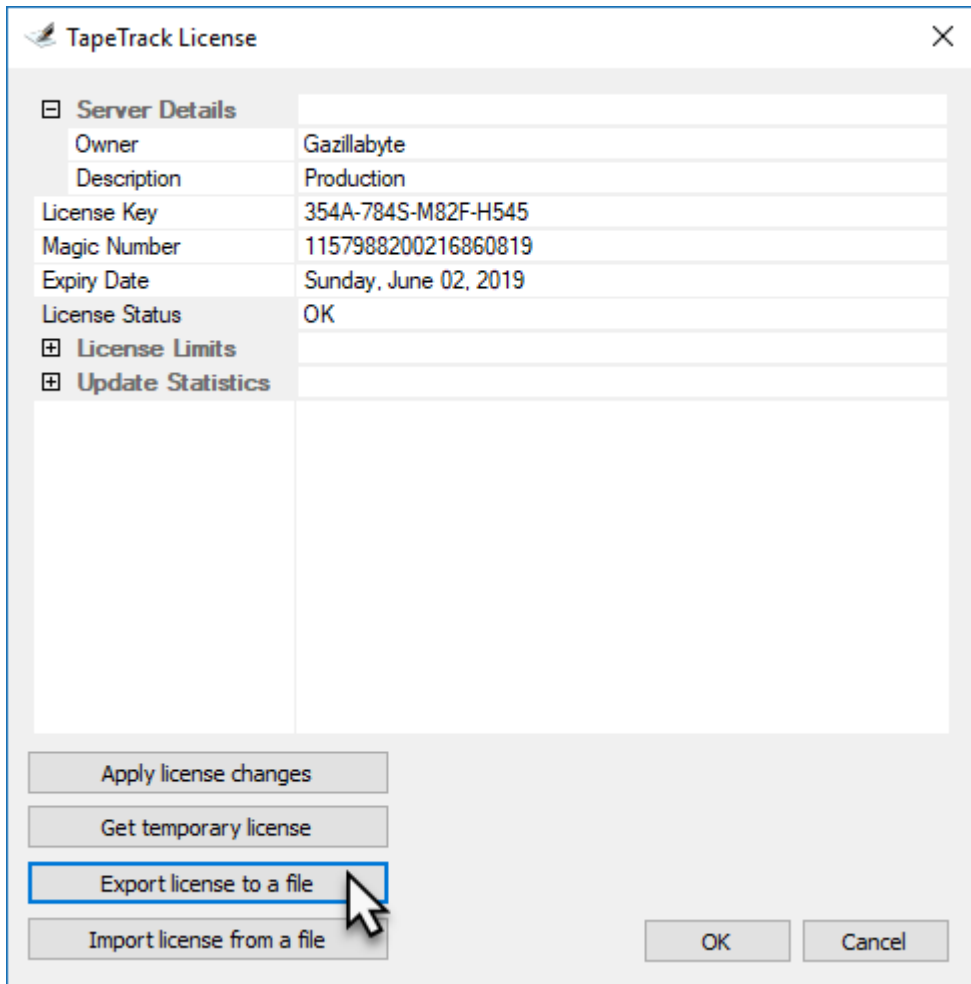 TapeTrack License
Server Details
Owner Gazillabyte
Description Production
License Key 354A-784S-M82F-H545
Magic Number 1157988200216860819
Expiry Date Sunday, June 02, 2019
License Status OK
License Limits
Update Statistics
Apply license changes
Get temporary license
Export license to a file
Import license from a file
OK Cancel